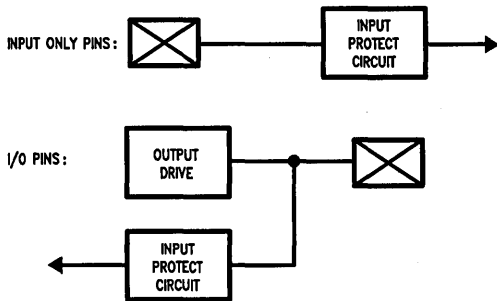 INPUT ONLY PINS:
INPUT
PROTECT
CIRCUIT
I/O PINS:
OUTPUT
DRIVE
INPUT
PROTECT
CIRCUIT